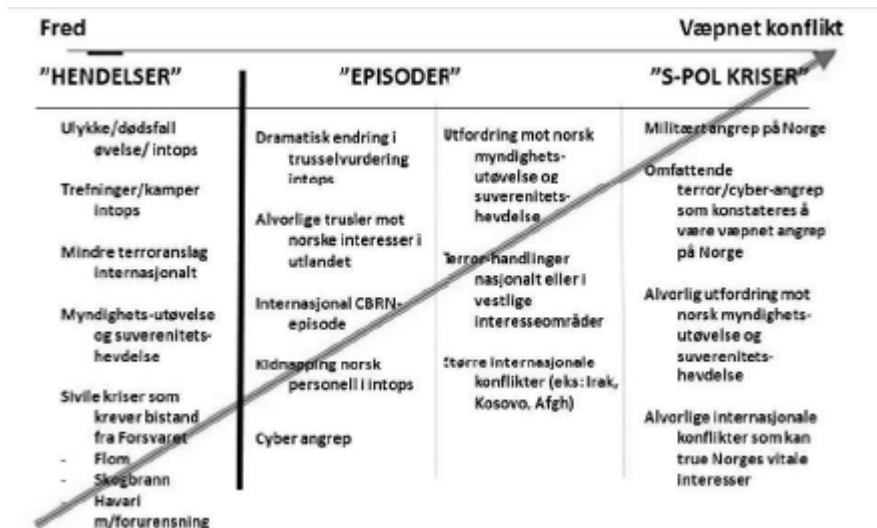 Fred
Væpnet konflikt
"HENDELSER"
"EPISODER"
"S-POL KRISER"
Ulykke/dødsfall
øvelse/ intops
Trefninger/kamper
intops
Mindre terroranslag
internasjonalt
Myndighets-utøvelse
og suverenitets-
hevdelse
Sivile kriser som
krever bistand
fra Forsvaret
- Flom
- Skogbrann
- Havari
m/forurensning
Dramatisk endring i
trusselvurdering
intops
Alvorlige trusler mot
norske interesser i
utlandet
Internasjonal CBRN-
episode
Kidnapping norsk
personell i intops
Cyber angrep
Utfordring mot norsk
myndighets-
utøvelse og
suverenitets-
hevdelse
Terror-handlinger
nasjonalt eller i
vestlige
interesseområder
Større internasjonale
konflikter (eks: Irak,
Kosovo, Afgh)
Militært angrep på Norge
Omfattende
terror/cyber-angrep
som konstateres å
være væpnet angrep
på Norge
Alvorlig utfordring mot
norsk myndighets-
utøvelse og
suverenitets-
hevdelse
Alvorlige internasjonale
konflikter som kan
true Norges vitale
interesser